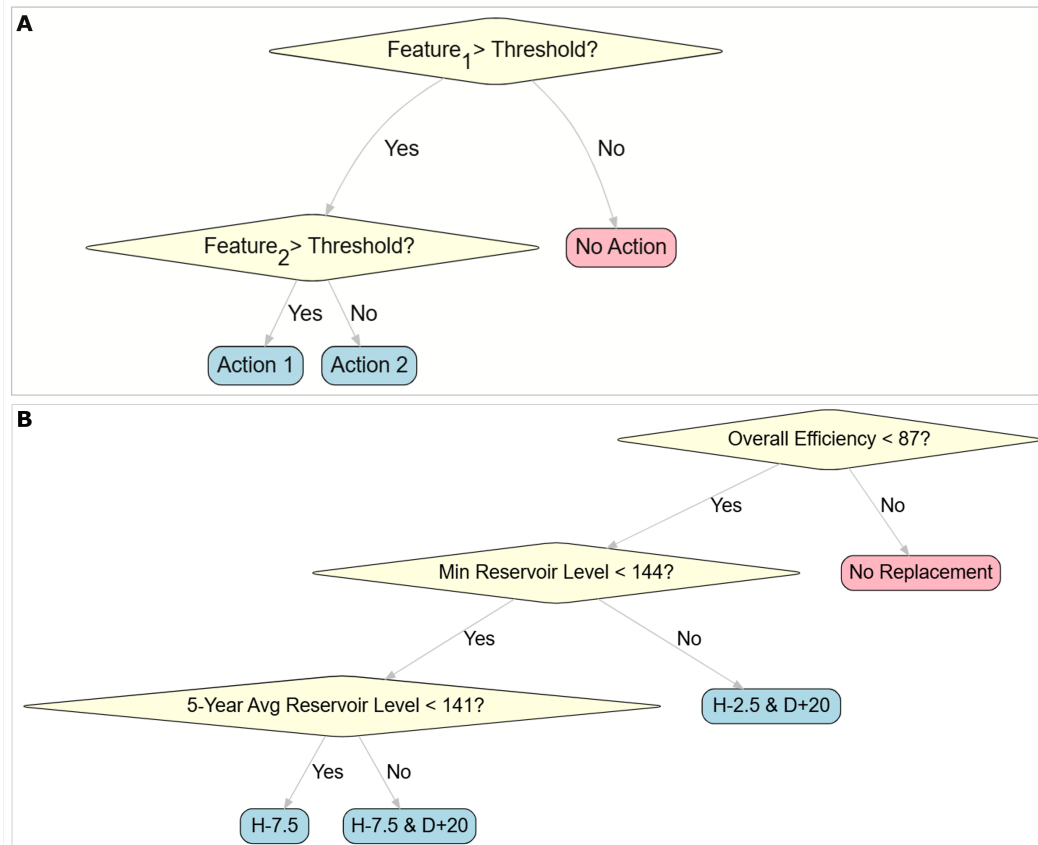 A
Feature1> Threshold?
Yes
No
Feature2> Threshold?
No Action
Yes
No
Action 1
Action 2
B
Overall Efficiency < 87?
Yes
No
Min Reservoir Level < 144?
No Replacement
Yes
No
5-Year Avg Reservoir Level < 141?
H-2.5 & D+20
Yes
No
H-7.5
H-7.5 & D+20